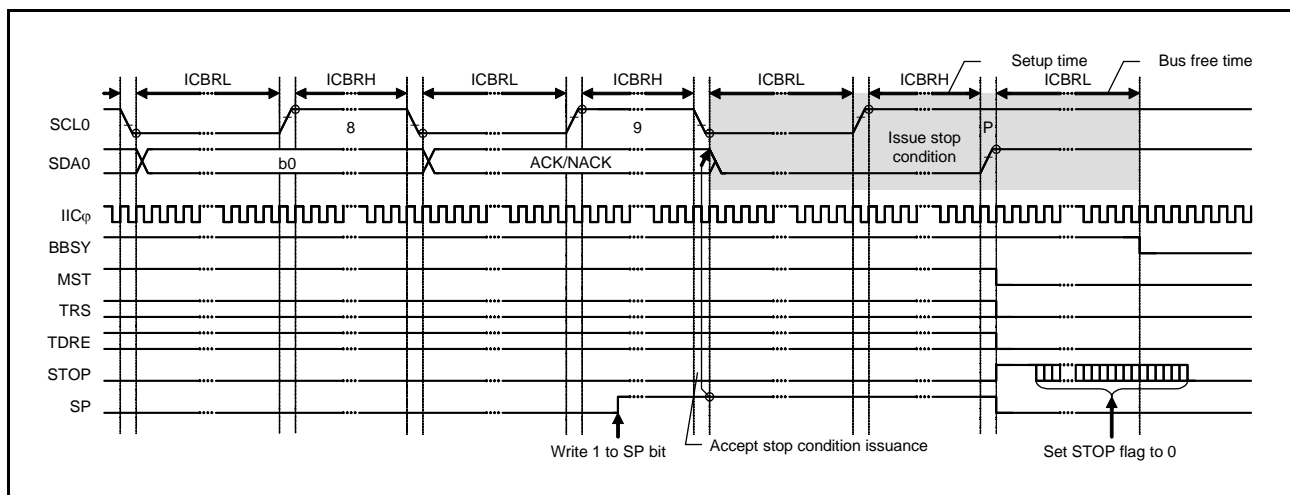 Setup time
Bus free time
ICBRL ICBRH ICBRL ICBRH ICBRL ICBRH ICBRL
SCL0
8
9
P
Issue stop
condition
SDA0
b0
ACK/NACK
IICφ
BBSY
MST
TRS
TDRE
STOP
SP
Write 1 to SP bit
Accept stop condition issuance
Set STOP flag to 0